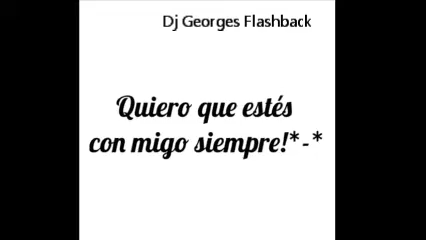 Dj Georges Flashback
Quiero que estés
con migo siempre!*-*